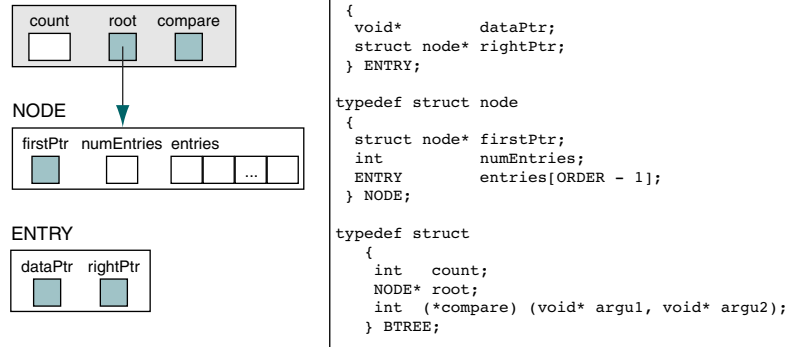 count root compare
NODE
firstPtr numEntries entries
...
ENTRY
dataPtr rightPtr
{
void* dataPtr;
struct node* rightPtr;
} ENTRY;
typedef struct node
{
struct node* firstPtr;
int numEntries;
ENTRY entries[ORDER - 1];
} NODE;
typedef struct
{
int count;
NODE* root;
int (*compare) (void* argu1, void* argu2);
} BTREE;